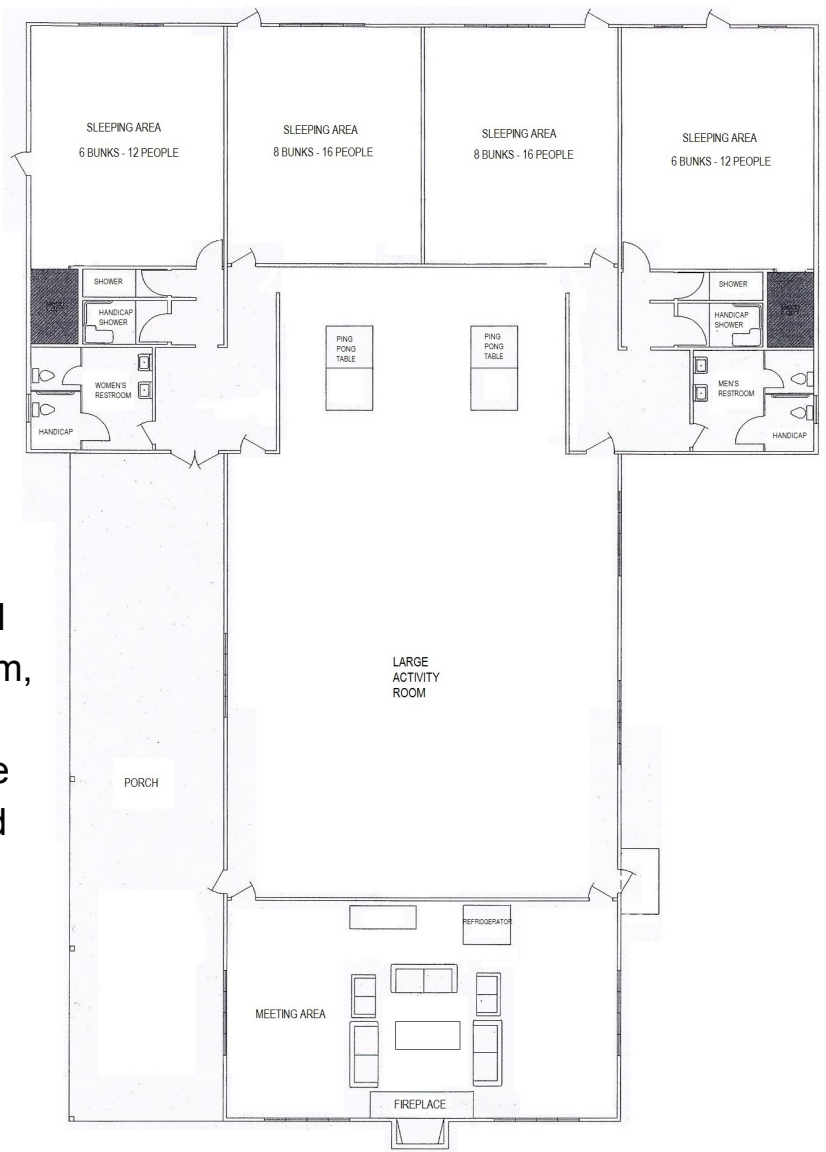 SLEEPING AREA
6 BUNKS - 12 PEOPLE
SLEEPING AREA
8 BUNKS - 16 PEOPLE
SLEEPING AREA
8 BUNKS - 16 PEOPLE
SLEEPING AREA
6 BUNKS - 12 PEOPLE
SHOWER
HANDICAP
SHOWER
WOMEN'S
RESTROOM
HANDICAP
PING
PONG
TABLE
PING
PONG
TABLE
SHOWER
HANDICAP
SHOWER
MEN'S
RESTROOM
HANDICAP
m,
e
d
LARGE
ACTIVITY
ROOM
PORCH
REFRIDGERATOR
MEETING AREA
FIREPLACE